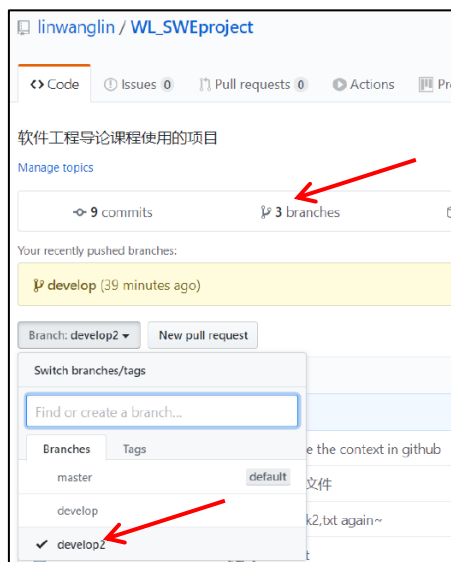 linwanglin / WL_SWEproject
Code Issues 0 Pull requests 0 Actions
软件工程导论课程使用的项目
Manage topics
9 commits 3 branches
Your recently pushed branches:
develop (39 minutes ago)
Branch: develop2 New pull request
Switch branches/tags
Find or create a branch...
Branches Tags
e the context in github
master default
文件
develop
k2,txt again~
develop2